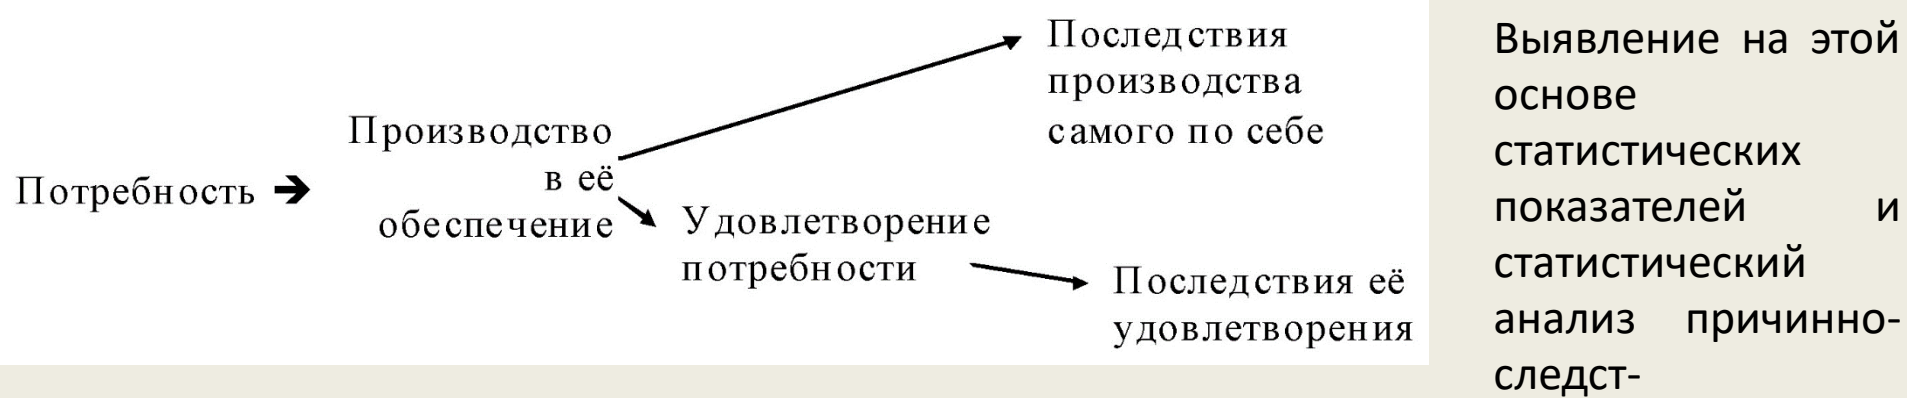 Потребность ➔
Производство
в её
обеспечение
Последствия
производства
самого по себе
Удовлетворение
потребности
Последствия её
удовлетворения
Выявление на этой
основе
статистических
показателей и
статистический
анализ причинно-
следст-